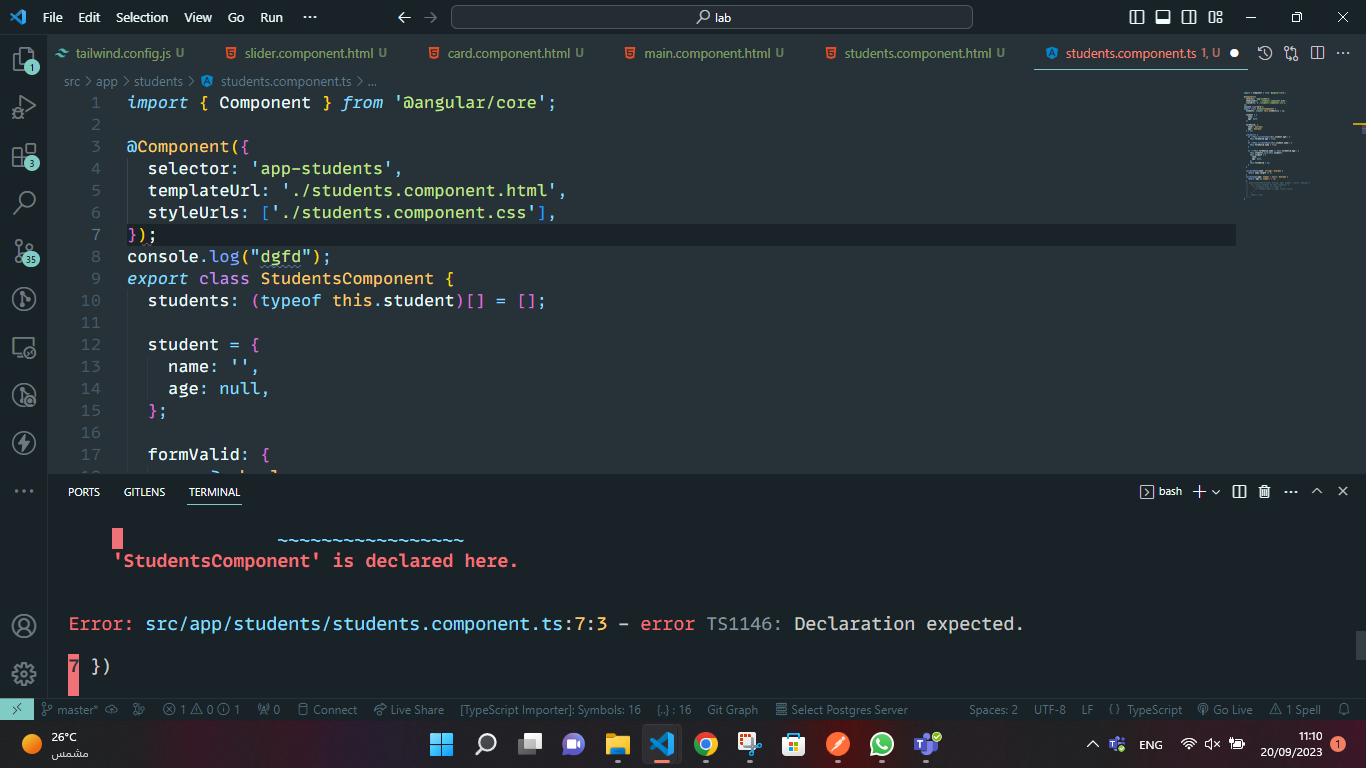 File Edit Selection View Go Run ··· lab
tailwind.config.js U slider.component.html U card.component.html U main.component.html U students.component.html U students.component.ts 1, U
src > app > students > students.component.ts > ...
1 import { Component } from '@angular/core';
2
3 @Component({
4 selector: 'app-students',
5 templateUrl: './students.component.html',
6 styleUrls: ['./students.component.css'],
7 });
8 console.log("dgfd");
9 export class StudentsComponent {
10 students: (typeof this.student)[] = [];
11
12 student = {
13 name: '',
14 age: null,
15 };
16
17 formValid: {
1
3
35
PORTS GITLENS TERMINAL bash
~~~~~~~~~~~~~~~~~
'StudentsComponent' is declared here.
Error: src/app/students/students.component.ts:7:3 - error TS1146: Declaration expected.
7 })
master* 1 0 1 0 Connect Live Share [TypeScript Importer]: Symbols: 16 {..} : 16 Git Graph Select Postgres Server Spaces: 2 UTF-8 LF {} TypeScript Go Live 1 Spell
26°C
مشمس
ENG
11:10
20/09/2023
1